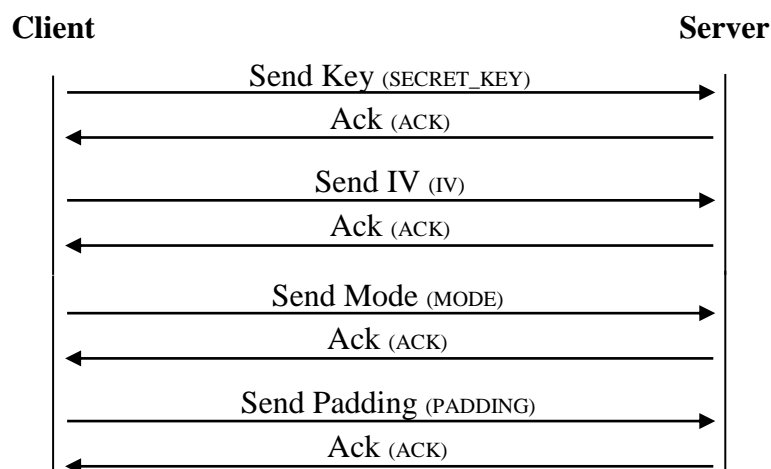 Client Server
Send Key (SECRET_KEY)
Ack (ACK)
Send IV (IV)
Ack (ACK)
Send Mode (MODE)
Ack (ACK)
Send Padding (PADDING)
Ack (ACK)